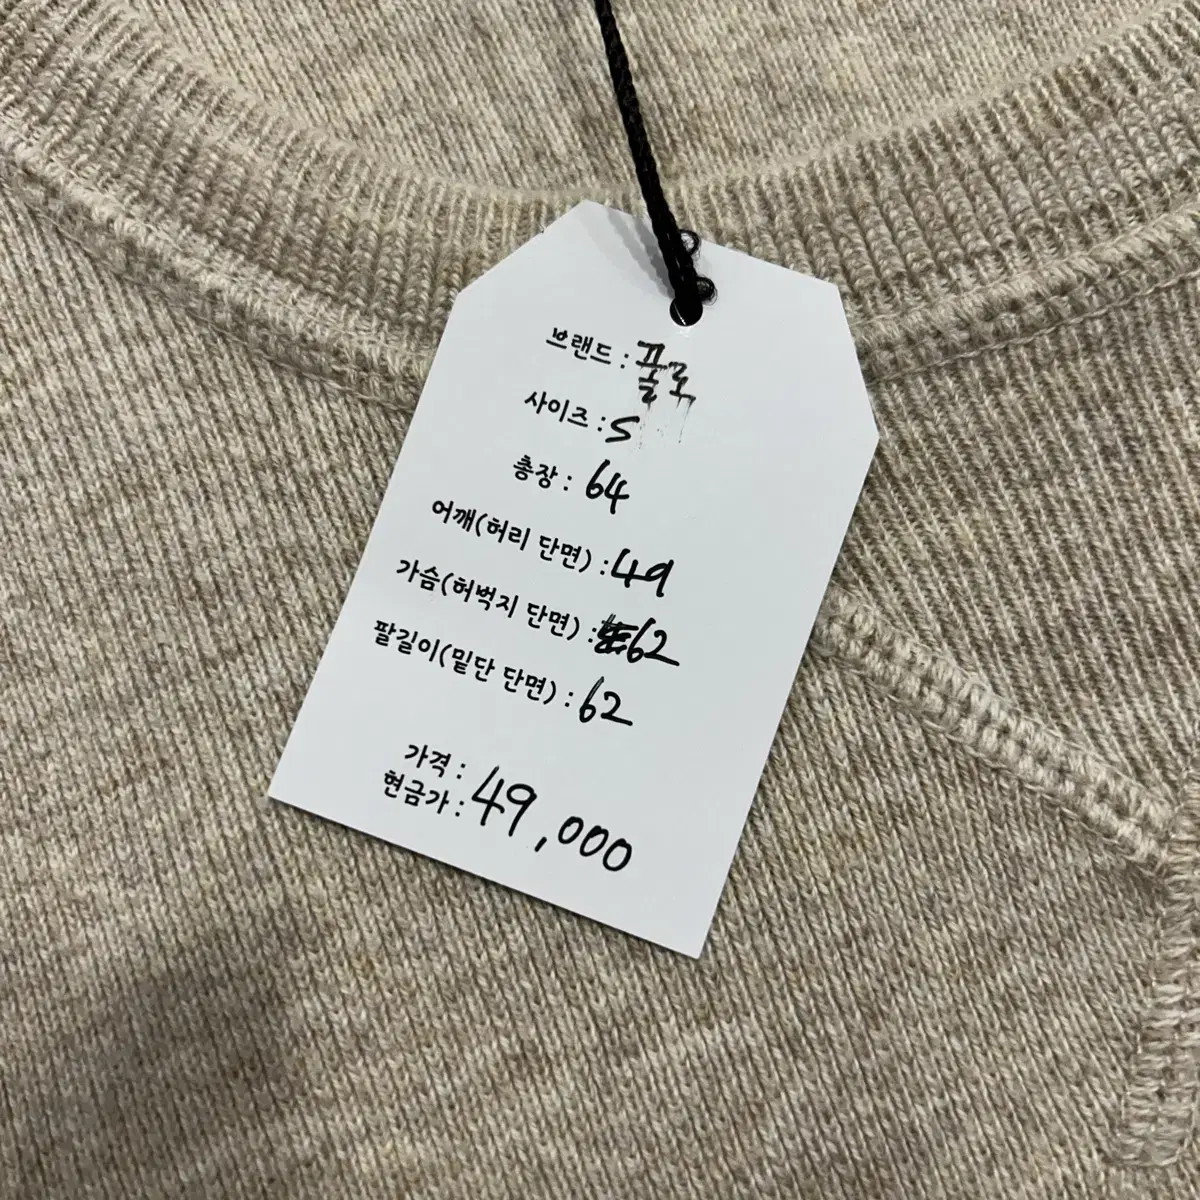 브랜드 : 폴로
사이즈 : S
총장 : 64
어깨(허리 단면) : 49
가슴(허벅지 단면) : 62
팔길이(밑단 단면) : 62
가격 :
현금가 : 49,000